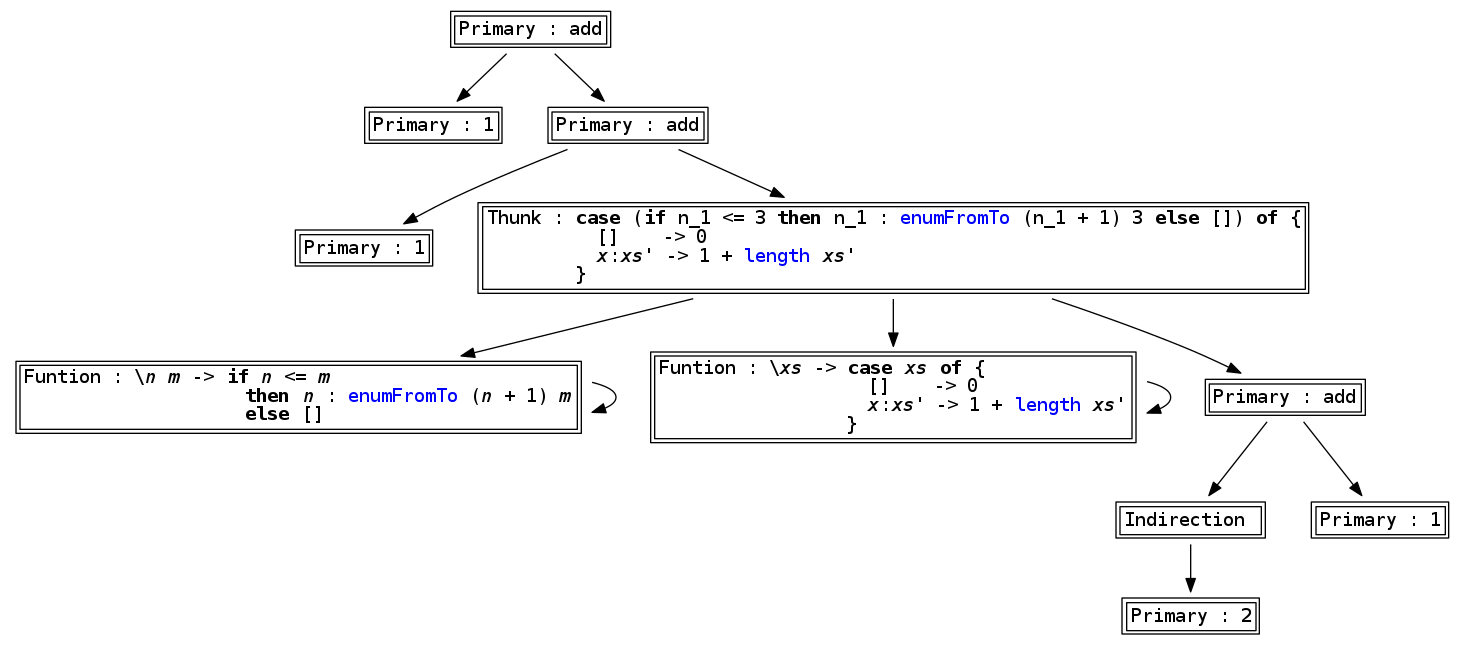 Primary : add
Primary : 1
Primary : add
Primary : 1
Thunk : case (if n_1 <= 3 then n_1 : enumFromTo (n_1 + 1) 3 else []) of {
[]    -> 0
x:xs' -> 1 + length xs'
}
Funtion : \n m -> if n <= m
then n : enumFromTo (n + 1) m
else []
Funtion : \xs -> case xs of {
[]    -> 0
x:xs' -> 1 + length xs'
}
Primary : add
Indirection
Primary : 1
Primary : 2